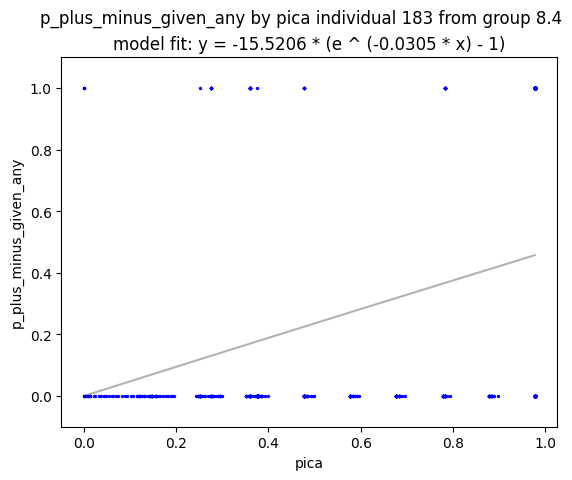 p_plus_minus_given_any by pica individual 183 from group 8.4
model fit: y = -15.5206 * (e ^ (-0.0305 * x) - 1)
1.0
0.8
0.6
0.4
0.2
0.0
p_plus_minus_given_any
0.0 0.2 0.4 0.6 0.8 1.0
pica